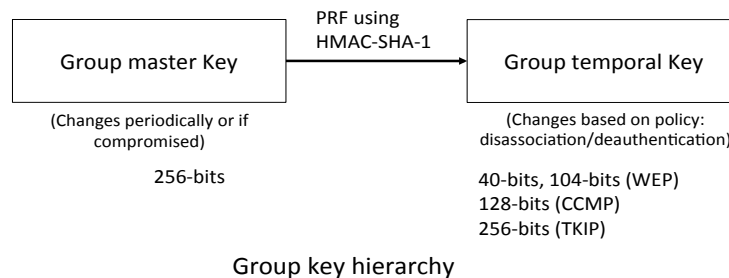 PRF using
HMAC-SHA-1
Group master Key
Group temporal Key
(Changes periodically or if
compromised)
(Changes based on policy:
disassociation/deauthentication)
256-bits
40-bits, 104-bits (WEP)
128-bits (CCMP)
256-bits (TKIP)
Group key hierarchy